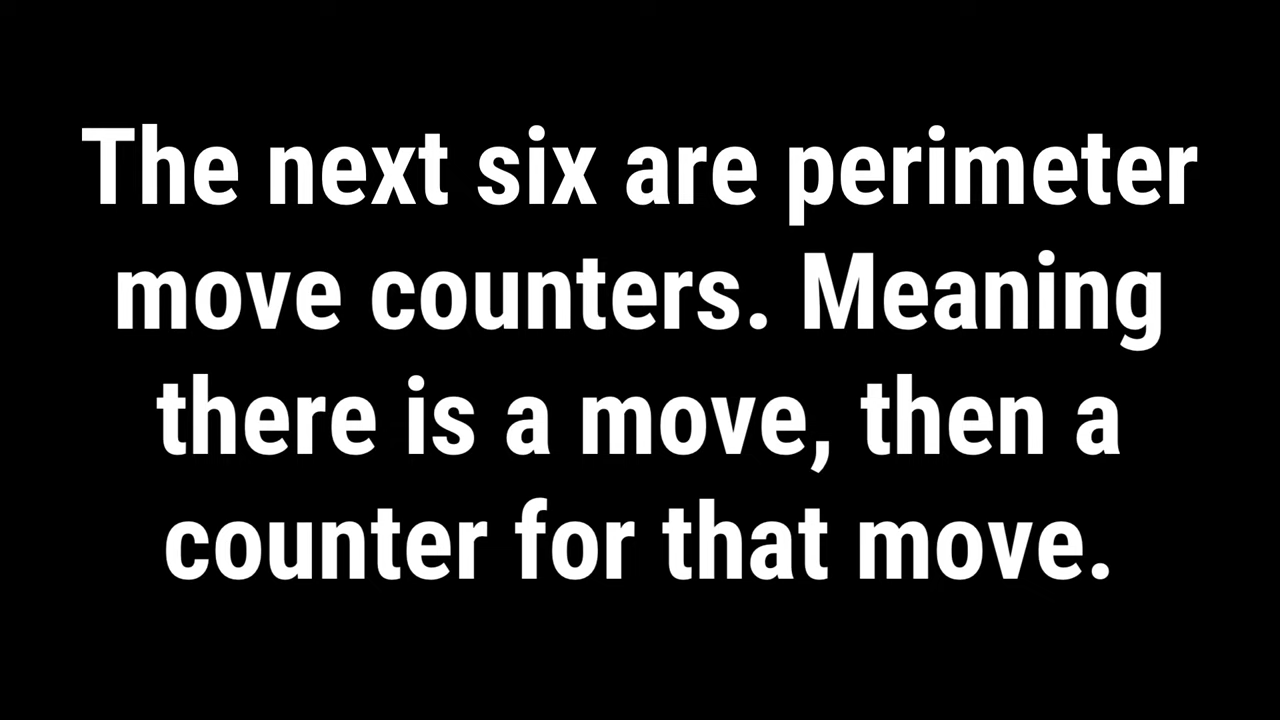 The next six are perimeter
move counters. Meaning
there is a move, then a
counter for that move.